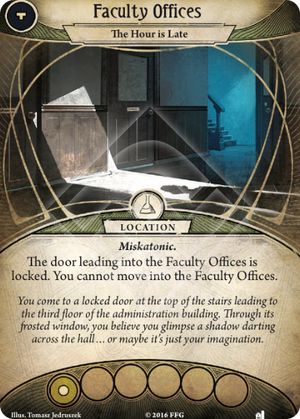 Faculty Offices
The Hour is Late
LOCATION
Miskatonic.
The door leading into the Faculty Offices is
locked. You cannot move into the Faculty Offices.
You come to a locked door at the top of the stairs leading to
the third floor of the administration building. Through its
frosted window, you believe you glimpse a shadow darting
across the hall… or maybe it's just your imagination.
Illus. Tomasz Jedruszek
© 2016 FFG